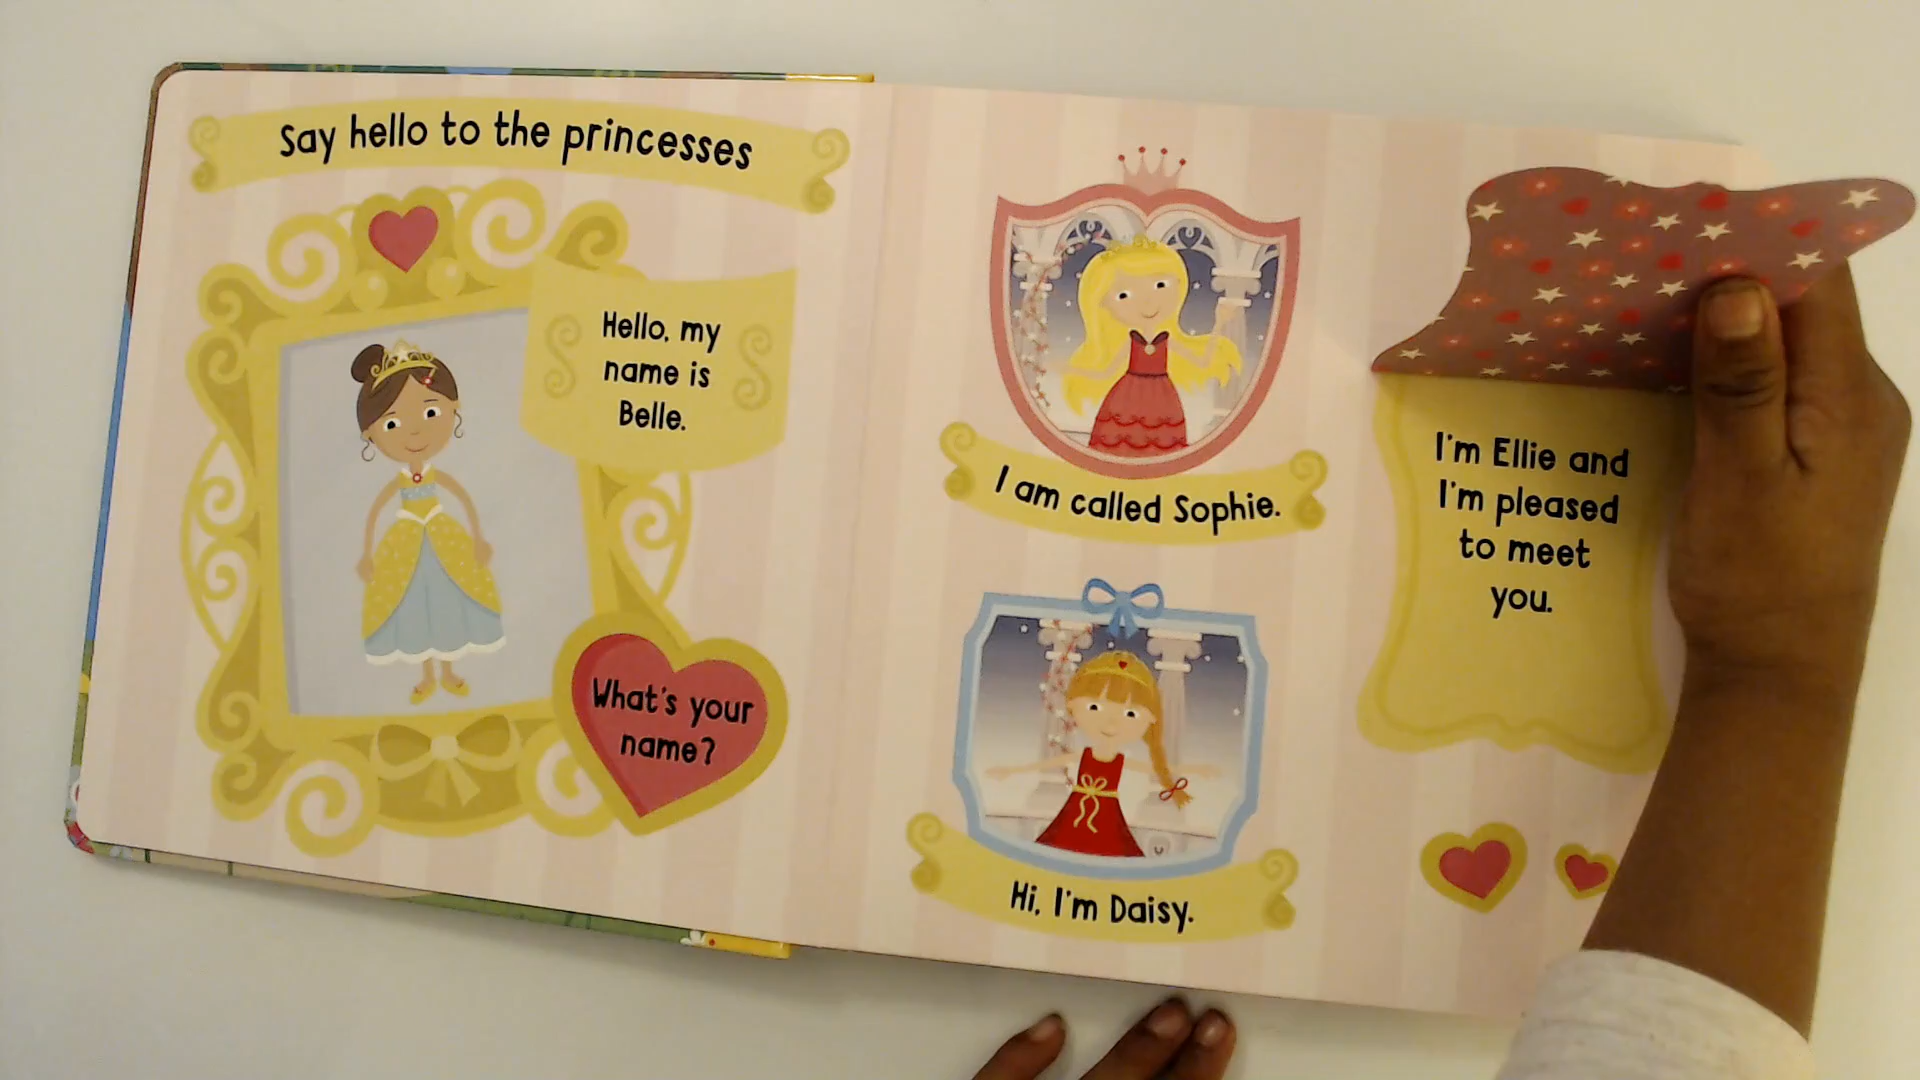 Say hello to the princesses
Hello, my
name is
Belle.
What's your
name?
I am called Sophie.
Hi, I'm Daisy.
I'm Ellie and
I'm pleased
to meet
you.